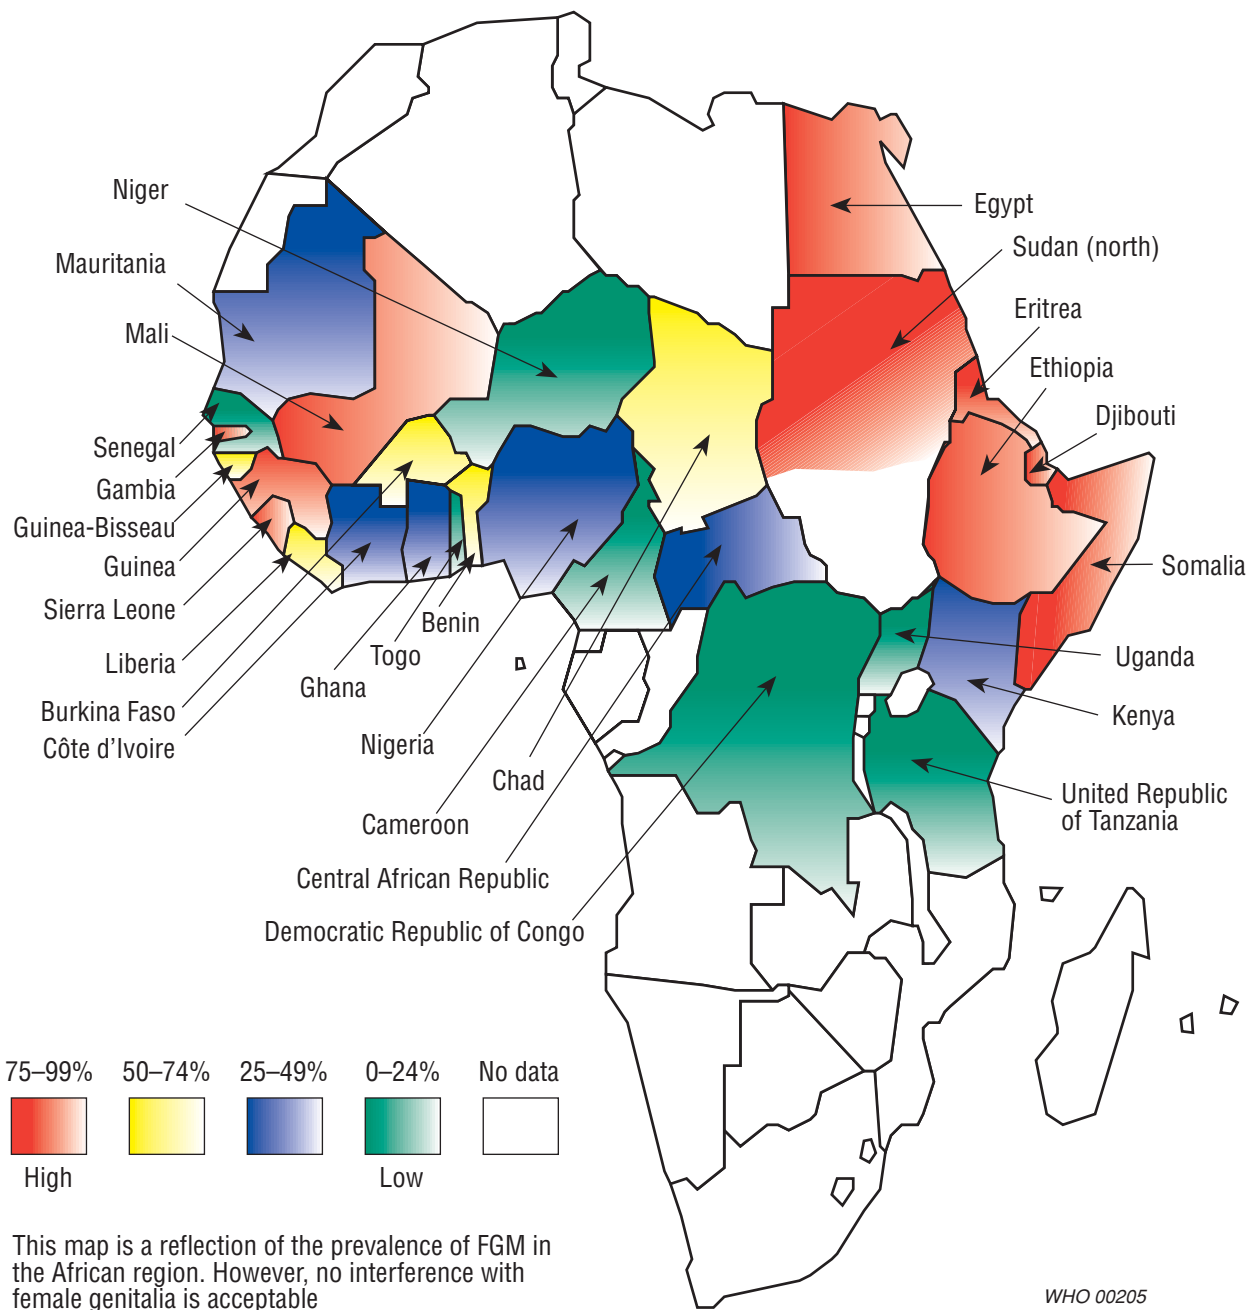 Niger
Mauritania
Mali
Senegal
Gambia
Guinea-Bisseau
Guinea
Sierra Leone
Liberia
Burkina Faso
Côte d’Ivoire
Ghana
Togo
Benin
Nigeria
Cameroon
Chad
Central African Republic
Democratic Republic of Congo
Egypt
Sudan (north)
Eritrea
Ethiopia
Djibouti
Somalia
Uganda
Kenya
United Republic
of Tanzania
75–99% 50–74% 25–49% 0–24% No data
High Low
This map is a reflection of the prevalence of FGM in
the African region. However, no interference with
female genitalia is acceptable
WHO 00205